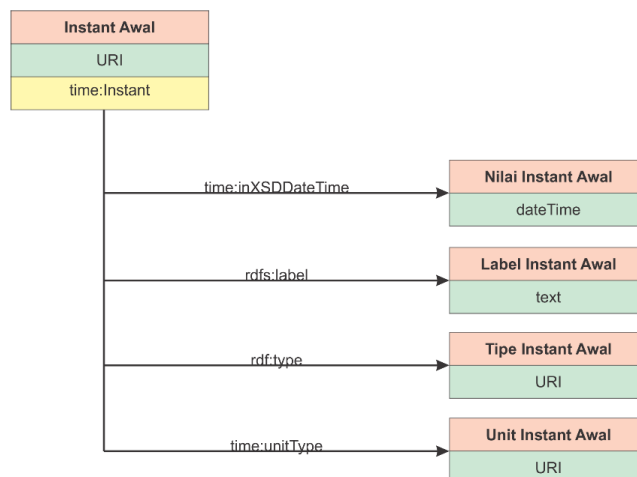 Instant Awal
URI
time:Instant
time:inXSDDateTime
Nilai Instant Awal
dateTime
rdfs:label
Label Instant Awal
text
rdf:type
Tipe Instant Awal
URI
time:unitType
Unit Instant Awal
URI